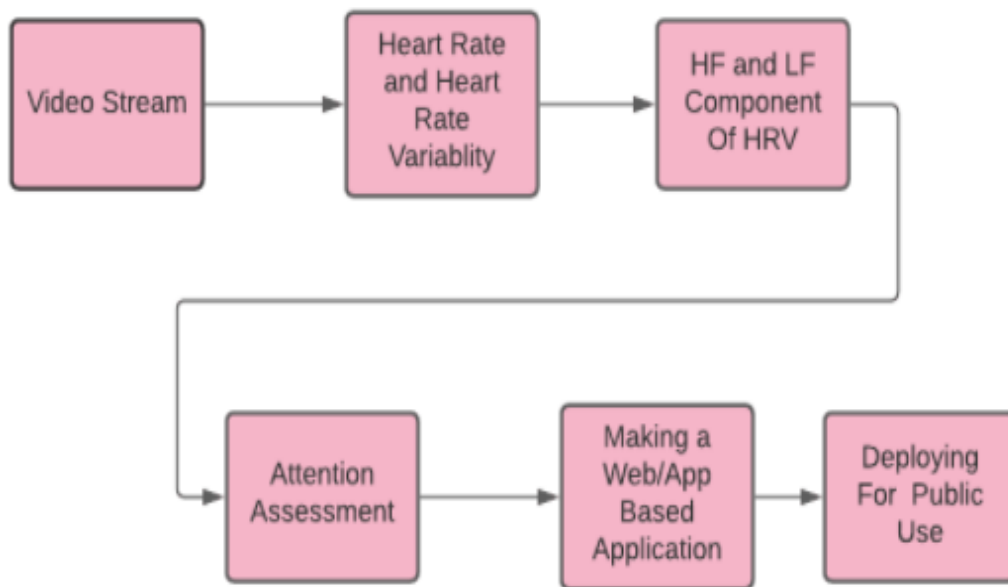 Video Stream
Heart Rate
and Heart
Rate
Variablity
HF and LF
Component
Of HRV
Attention
Assessment
Making a
Web/App
Based
Application
Deploying
For Public
Use